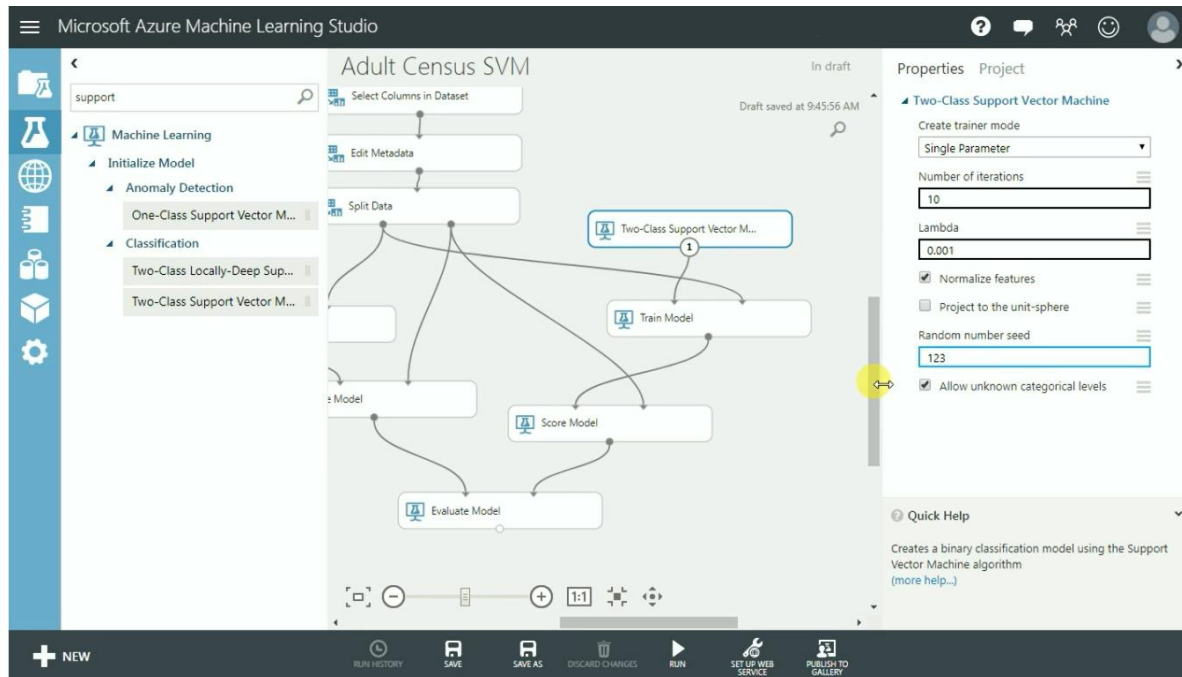 Microsoft Azure Machine Learning Studio
support
Machine Learning
Initialize Model
Anomaly Detection
One-Class Support Vector M...
Classification
Two-Class Locally-Deep Sup...
Two-Class Support Vector M...
Adult Census SVM
In draft
Draft saved at 9:45:56 AM
Select Columns in Dataset
Edit Metadata
Split Data
Two-Class Support Vector M...
1
Train Model
e Model
Score Model
Evaluate Model
1:1
Properties Project
Two-Class Support Vector Machine
Create trainer mode
Single Parameter
Number of iterations
10
Lambda
0.001
Normalize features
Project to the unit-sphere
Random number seed
123
Allow unknown categorical levels
Quick Help
Creates a binary classification model using the Support
Vector Machine algorithm
(more help...)
NEW
RUN HISTORY
SAVE
SAVE AS
DISCARD CHANGES
RUN
SET UP WEB
SERVICE
PUBLISH TO
GALLERY